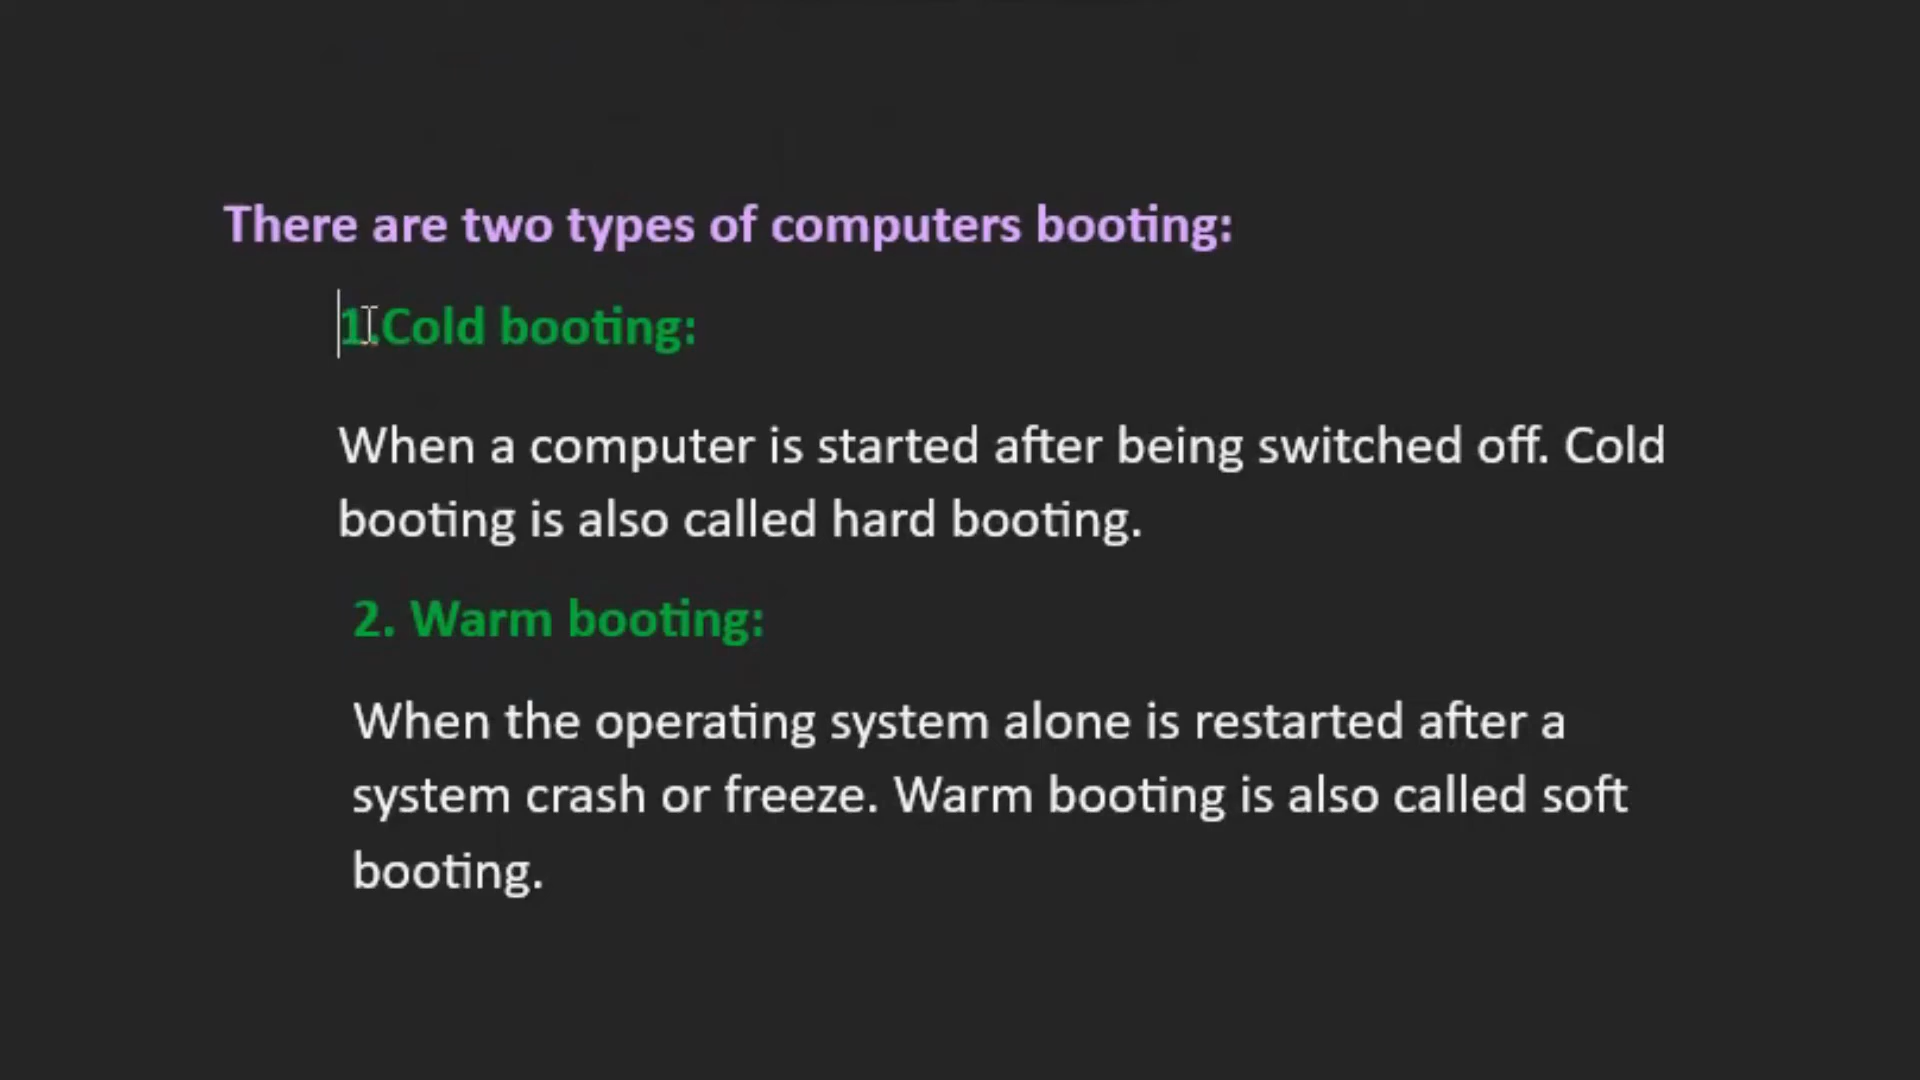 There are two types of computers booting:
1.Cold booting:
When a computer is started after being switched off. Cold
booting is also called hard booting.
2. Warm booting:
When the operating system alone is restarted after a
system crash or freeze. Warm booting is also called soft
booting.